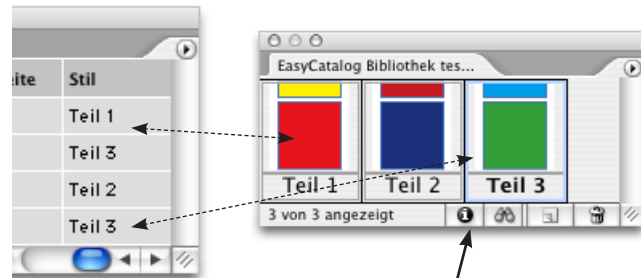 eite Stil
Teil 1
Teil 3
Teil 2
Teil 3
EasyCatalog Bibliothek tes...
Teil 1 Teil 2 Teil 3
3 von 3 angezeigt